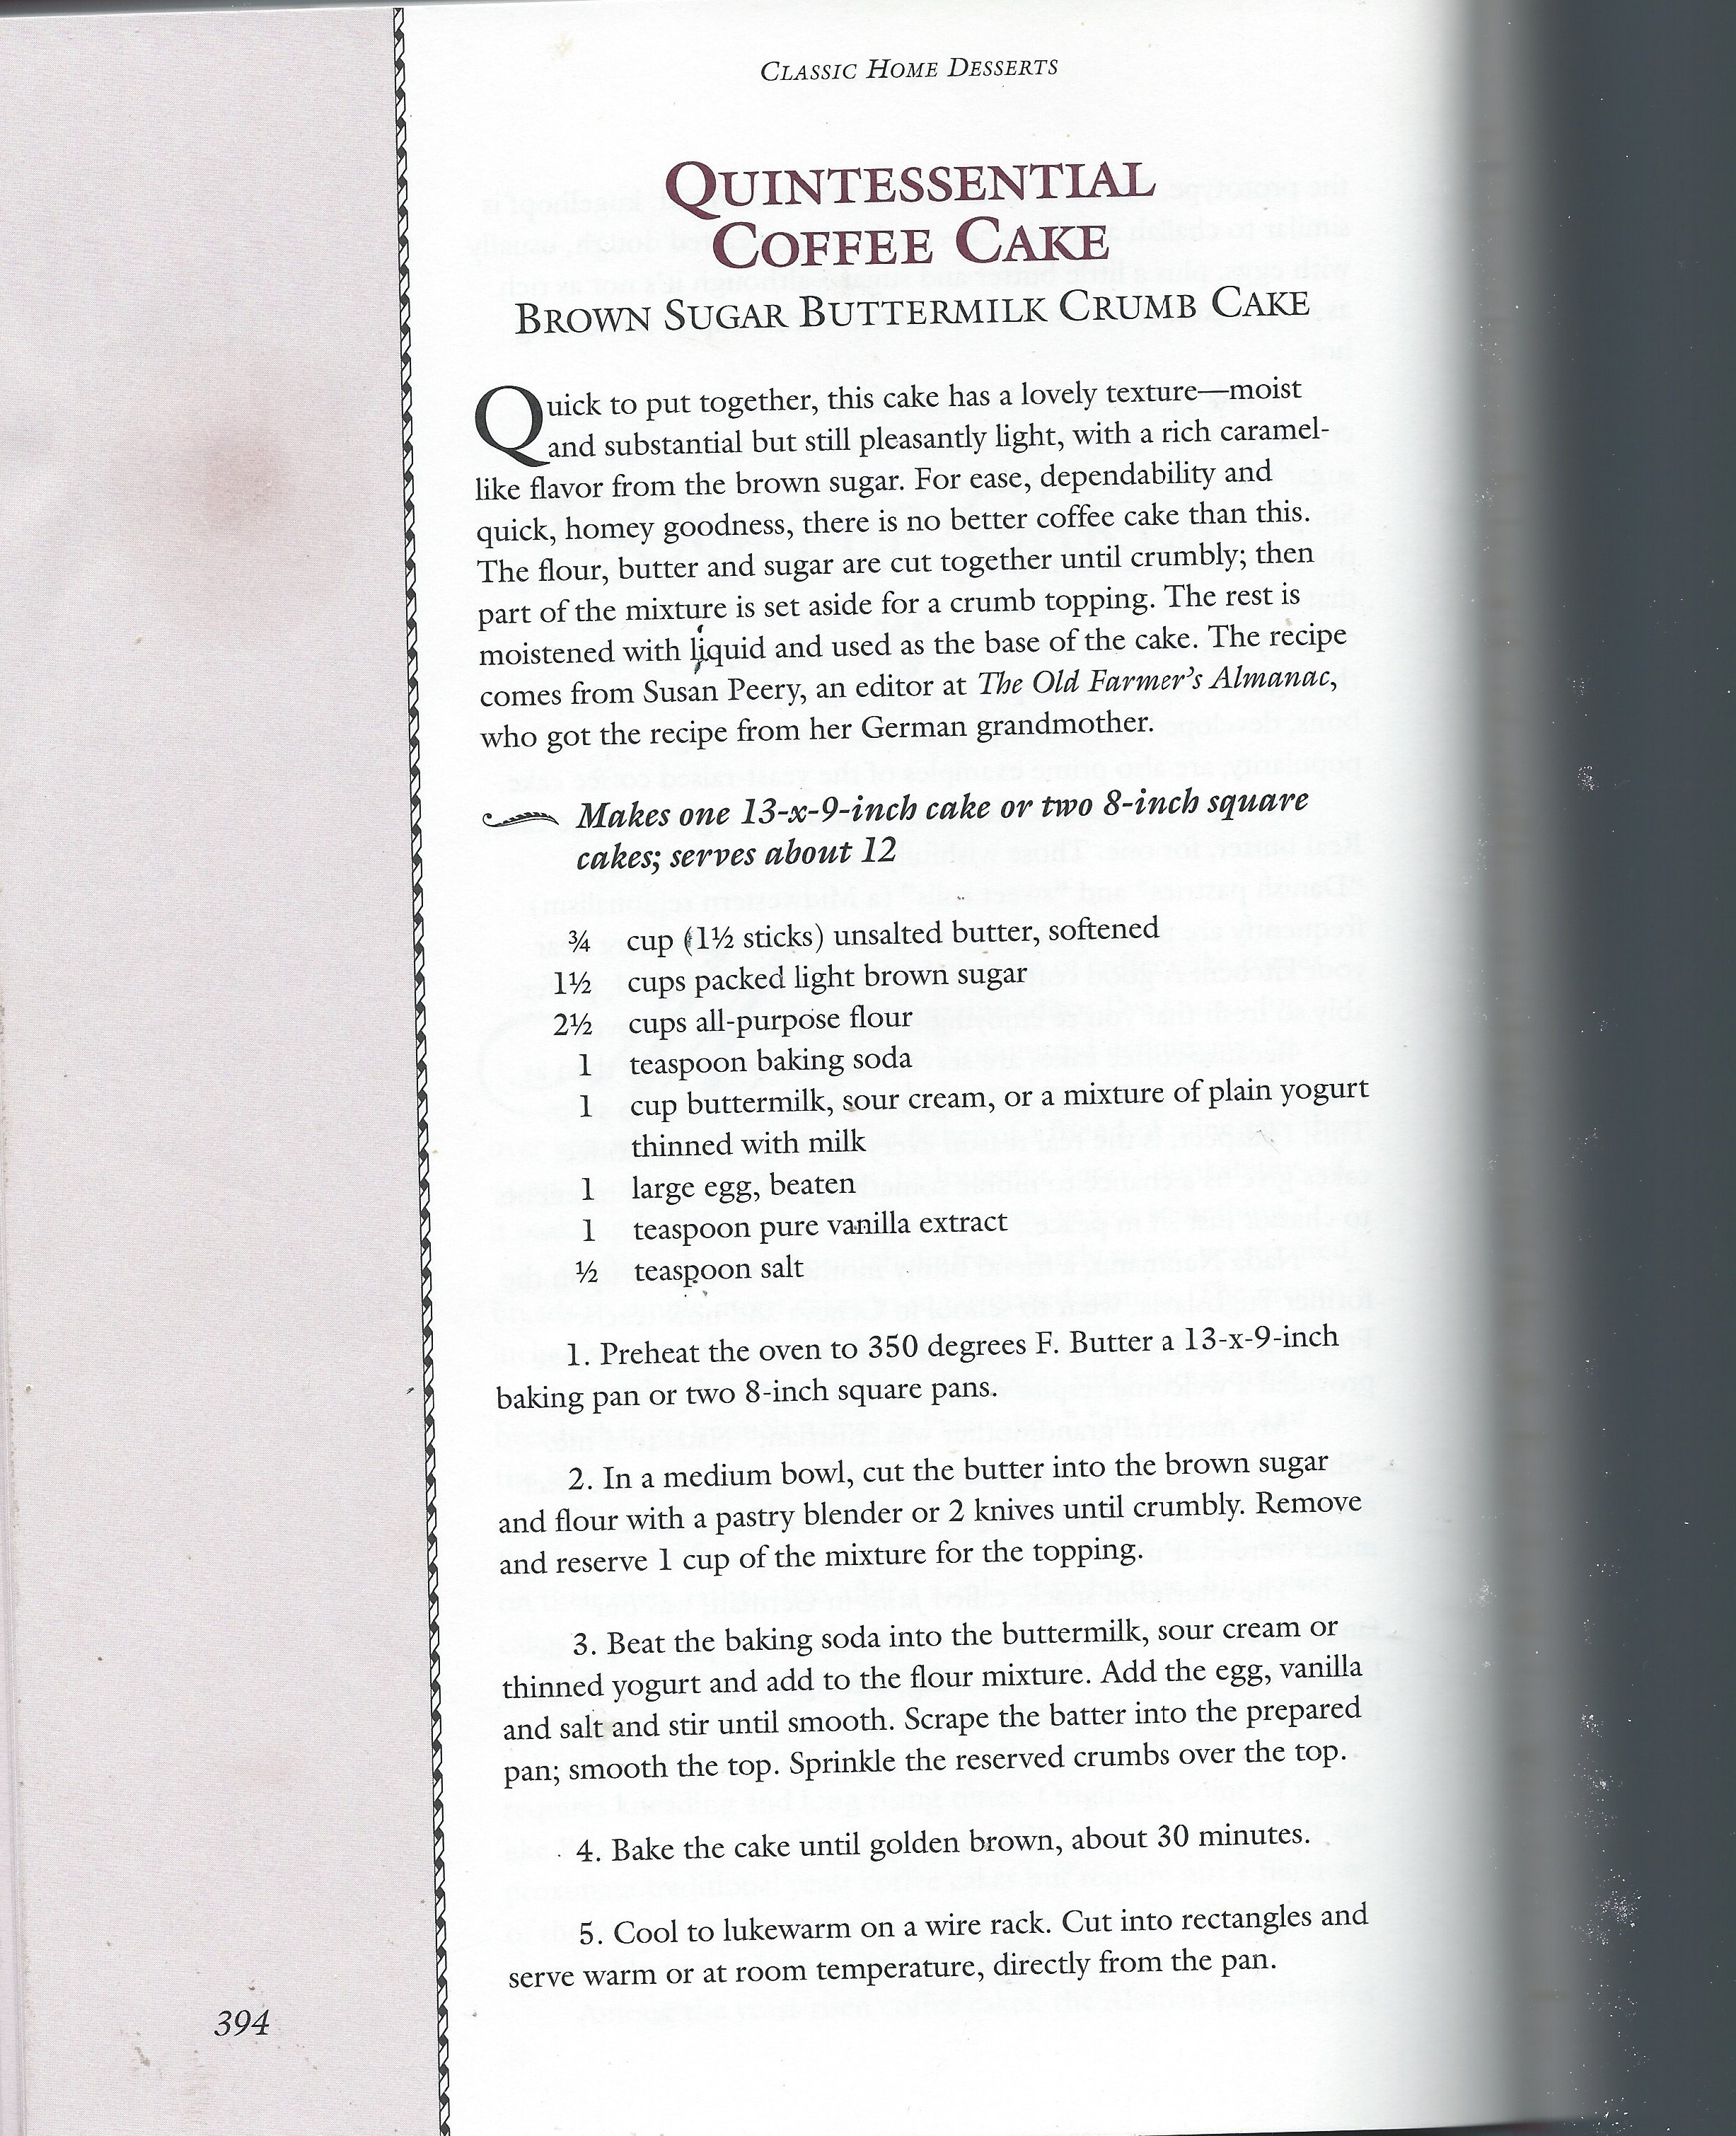 CLASSIC HOME DESSERTS
QUINTESSENTIAL
COFFEE CAKE
BROWN SUGAR BUTTERMILK CRUMB CAKE
Quick to put together, this cake has a lovely texture—moist
and substantial but still pleasantly light, with a rich caramel-
like flavor from the brown sugar. For ease, dependability and
quick, homey goodness, there is no better coffee cake than this.
The flour, butter and sugar are cut together until crumbly; then
part of the mixture is set aside for a crumb topping. The rest is
moistened with liquid and used as the base of the cake. The recipe
comes from Susan Peery, an editor at The Old Farmer's Almanac,
who got the recipe from her German grandmother.
Makes one 13-x-9-inch cake or two 8-inch square
cakes; serves about 12
¾ cup (1½ sticks) unsalted butter, softened
1½ cups packed light brown sugar
2½ cups all-purpose flour
1 teaspoon baking soda
1 cup buttermilk, sour cream, or a mixture of plain yogurt
thinned with milk
1 large egg, beaten
1 teaspoon pure vanilla extract
½ teaspoon salt
1. Preheat the oven to 350 degrees F. Butter a 13-x-9-inch
baking pan or two 8-inch square pans.
2. In a medium bowl, cut the butter into the brown sugar
and flour with a pastry blender or 2 knives until crumbly. Remove
and reserve 1 cup of the mixture for the topping.
3. Beat the baking soda into the buttermilk, sour cream or
thinned yogurt and add to the flour mixture. Add the egg, vanilla
and salt and stir until smooth. Scrape the batter into the prepared
pan; smooth the top. Sprinkle the reserved crumbs over the top.
4. Bake the cake until golden brown, about 30 minutes.
5. Cool to lukewarm on a wire rack. Cut into rectangles and
serve warm or at room temperature, directly from the pan.
394